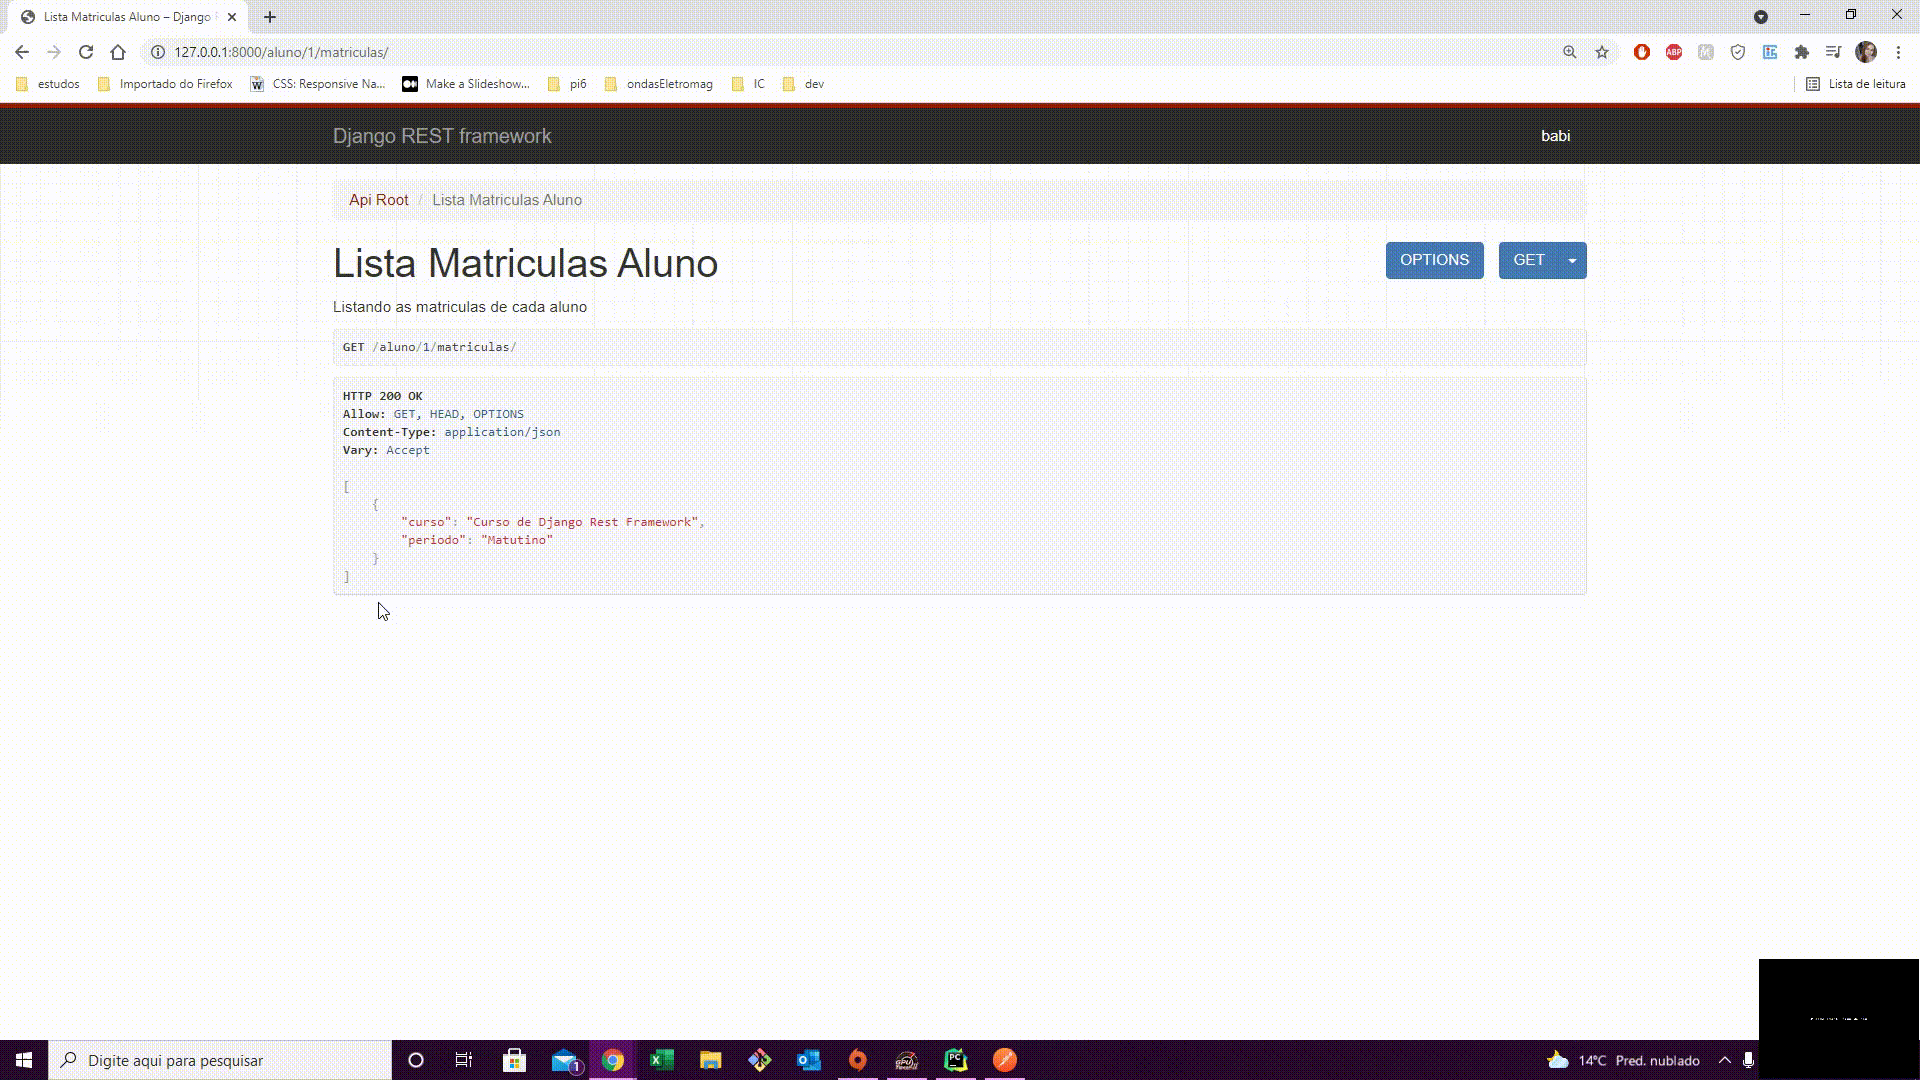 Lista Matriculas Aluno – Django
127.0.0.1:8000/aluno/1/matriculas/
ABP
estudos
Importado do Firefox
CSS: Responsive Na...
Make a Slideshow...
pi6
ondasEletromag
IC
dev
Lista de leitura
Django REST framework
babi
Api Root / Lista Matriculas Aluno
Lista Matriculas Aluno
OPTIONS
GET
Listando as matriculas de cada aluno
GET /aluno/1/matriculas/
HTTP 200 OK
Allow: GET, HEAD, OPTIONS
Content-Type: application/json
Vary: Accept
[
{
"curso": "Curso de Django Rest Framework",
"periodo": "Matutino"
}
]
Digite aqui para pesquisar
1
PC
14°C Pred. nublado